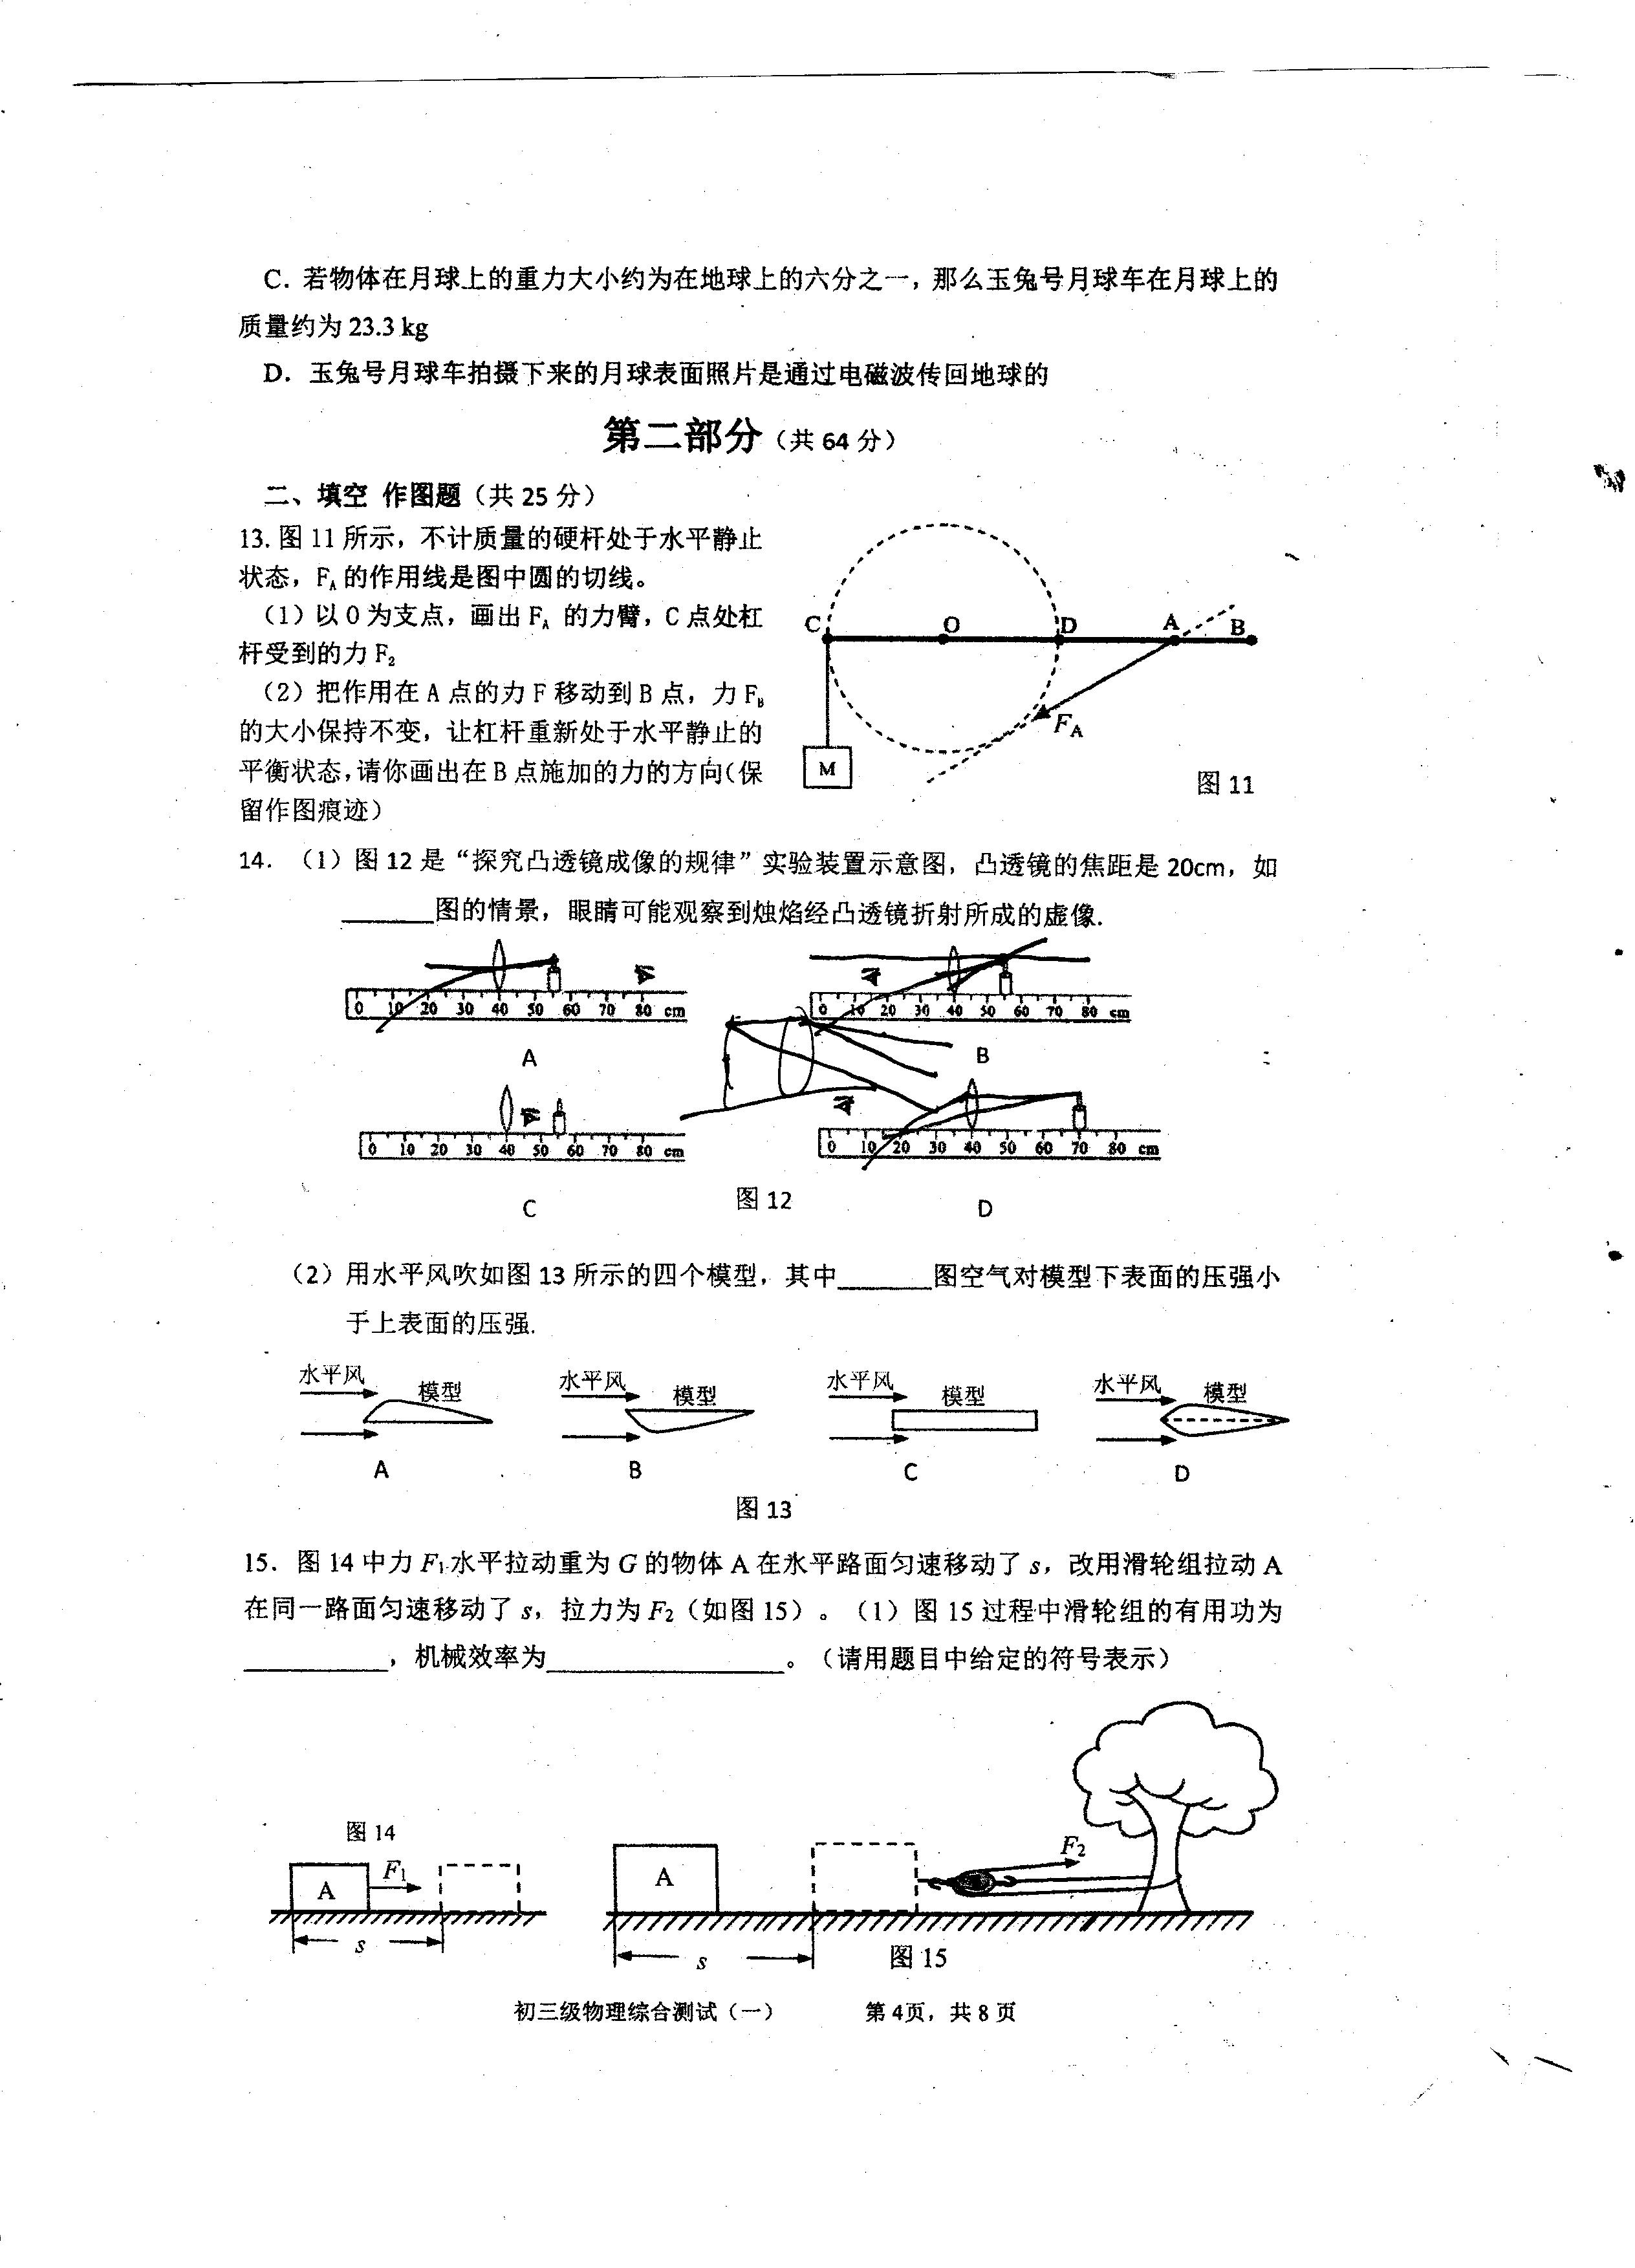 C．若物体在月球上的重力大小约为在地球上的六分之一，那么玉兔号月球车在月球上的
质量约为 23.3 kg
D．玉兔号月球车拍摄下来的月球表面照片是通过电磁波传回地球的
第二部分（共 64 分）
二、填空 作图题（共 25 分）
13. 图 11 所示，不计质量的硬杆处于水平静止
状态，FA 的作用线是图中圆的切线。
（1）以 O 为支点，画出 FA 的力臂，C 点处杠
杆受到的力 F2
（2）把作用在 A 点的力 F 移动到 B 点，力 FB
的大小保持不变，让杠杆重新处于水平静止的
平衡状态，请你画出在 B 点施加的力的方向（保
留作图痕迹）
C O D A B
FA
M
图 11
14. （1）图 12 是“探究凸透镜成像的规律”实验装置示意图，凸透镜的焦距是 20cm，如
______图的情景，眼睛可能观察到烛焰经凸透镜折射所成的虚像.
0 10 20 30 40 50 60 70 80 cm
0 10 20 30 40 50 60 70 80 cm
A
B
0 10 20 30 40 50 60 70 80 cm
0 10 20 30 40 50 60 70 80 cm
C
图 12
D
（2）用水平风吹如图 13 所示的四个模型，其中______图空气对模型下表面的压强小
于上表面的压强.
水平风 模型
水平风 模型
水平风 模型
水平风 模型
A B C D
图 13
15．图 14 中力 F1 水平拉动重为 G 的物体 A 在水平路面匀速移动了 s，改用滑轮组拉动 A
在同一路面匀速移动了 s，拉力为 F2（如图 15）。（1）图 15 过程中滑轮组的有用功为
__________，机械效率为________________。（请用题目中给定的符号表示）
图 14
A F1
s
A
F2
s
图 15
初三级物理综合测试（一） 第 4页，共 8 页